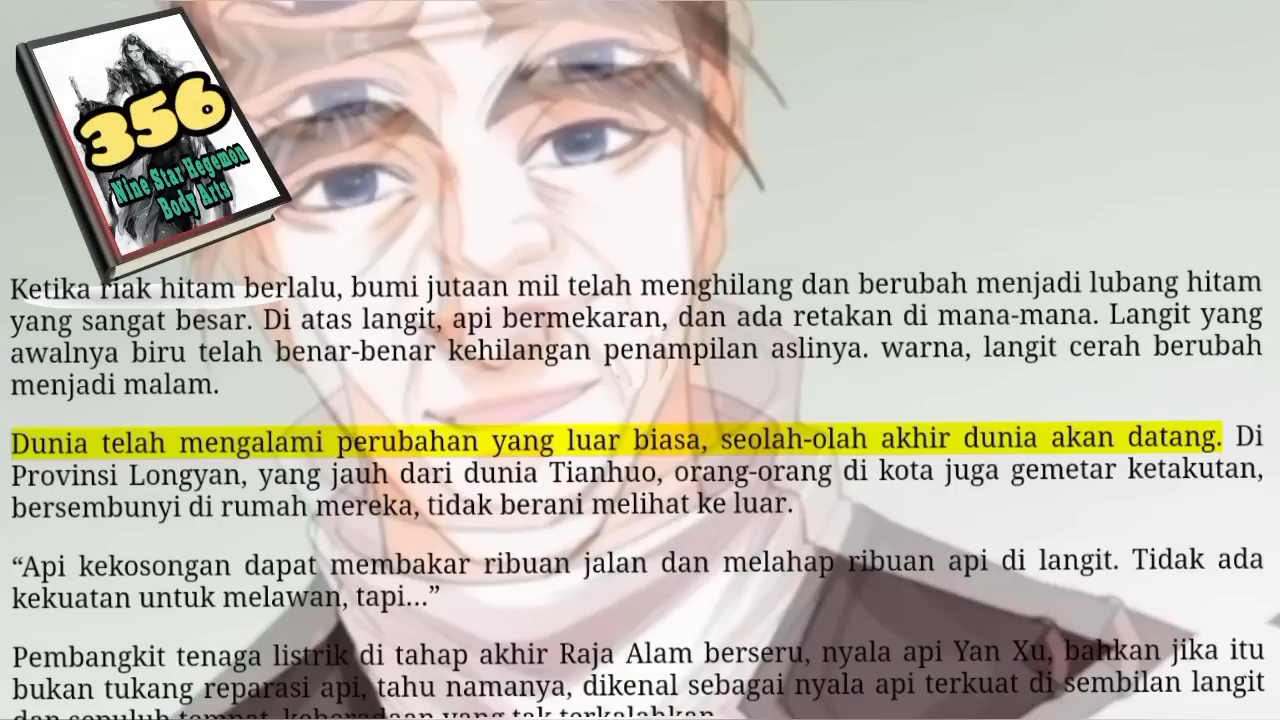 356
Nine Star Hegemon
Body Arts
Ketika riak hitam berlalu, bumi jutaan mil telah menghilang dan berubah menjadi lubang hitam
yang sangat besar. Di atas langit, api bermekaran, dan ada retakan di mana-mana. Langit yang
awalnya biru telah benar-benar kehilangan penampilan aslinya. warna, langit cerah berubah
menjadi malam.
Dunia telah mengalami perubahan yang luar biasa, seolah-olah akhir dunia akan datang. Di
Provinsi Longyan, yang jauh dari dunia Tianhuo, orang-orang di kota juga gemetar ketakutan,
bersembunyi di rumah mereka, tidak berani melihat ke luar.
“Api kekosongan dapat membakar ribuan jalan dan melahap ribuan api di langit. Tidak ada
kekuatan untuk melawan, tapi...”
Pembangkit tenaga listrik di tahap akhir Raja Alam berseru, nyala api Yan Xu, bahkan jika itu
bukan tukang reparasi api, tahu namanya, dikenal sebagai nyala api terkuat di sembilan langit
dan sepuluh tempat, keberadaan yang tak terkalahkan.